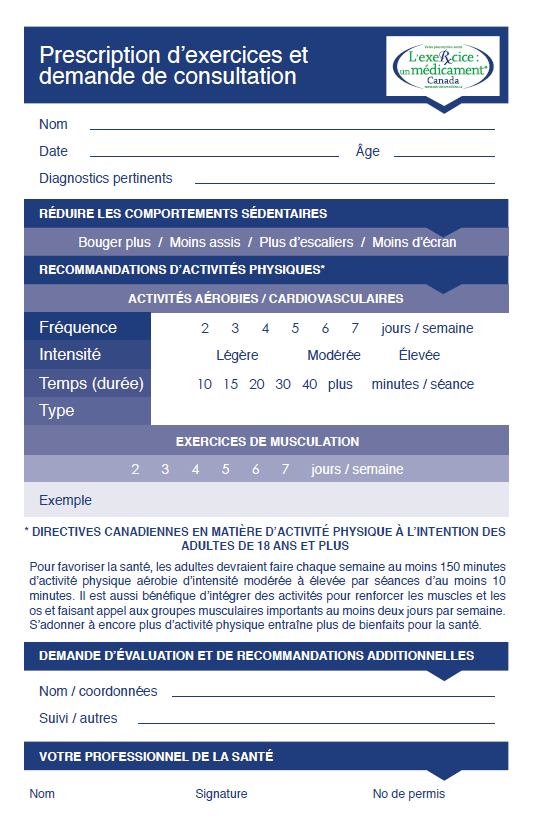 Prescription d’exercices et
demande de consultation
Votre prescription santé
L'exeRcice :
un médicament*
Canada
Nom
Date Âge
Diagnostics pertinents
RÉDUIRE LES COMPORTEMENTS SÉDENTAIRES
Bouger plus / Moins assis / Plus d’escaliers / Moins d’écran
RECOMMANDATIONS D’ACTIVITÉS PHYSIQUES*
ACTIVITÉS AÉROBIES / CARDIOVASCULAIRES
Fréquence 2 3 4 5 6 7 jours / semaine
Intensité Légère Modérée Élevée
Temps (durée) 10 15 20 30 40 plus minutes / séance
Type
EXERCICES DE MUSCULATION
2 3 4 5 6 7 jours / semaine
Exemple
* DIRECTIVES CANADIENNES EN MATIÈRE D’ACTIVITÉ PHYSIQUE À L’INTENTION DES
ADULTES DE 18 ANS ET PLUS
Pour favoriser la santé, les adultes devraient faire chaque semaine au moins 150 minutes
d’activité physique aérobie d’intensité modérée à élevée par séances d’au moins 10
minutes. Il est aussi bénéfique d’intégrer des activités pour renforcer les muscles et les
os et faisant appel aux groupes musculaires importants au moins deux jours par semaine.
S’adonner à encore plus d’activité physique entraîne plus de bienfaits pour la santé.
DEMANDE D’ÉVALUATION ET DE RECOMMANDATIONS ADDITIONNELLES
Nom / coordonnées
Suivi / autres
VOTRE PROFESSIONNEL DE LA SANTÉ
Nom Signature No de permis